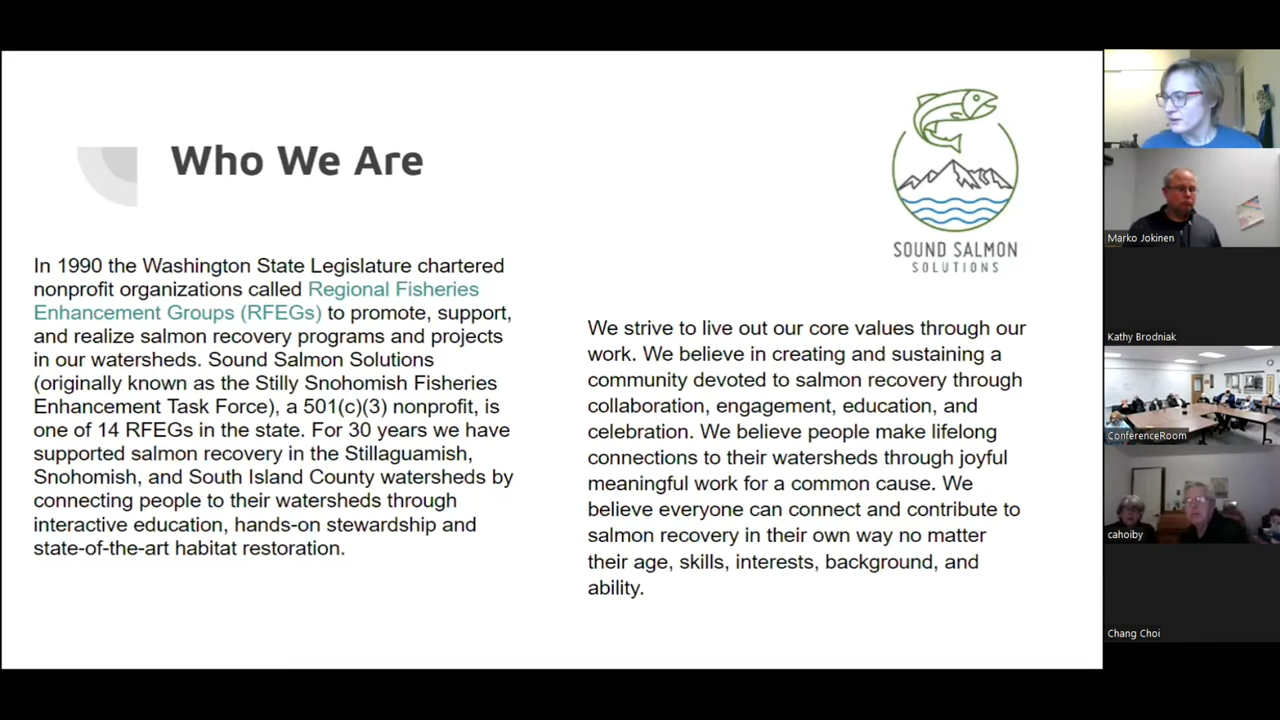 Who We Are
SOUND SALMON
SOLUTIONS
In 1990 the Washington State Legislature chartered
nonprofit organizations called Regional Fisheries
Enhancement Groups (RFEGs) to promote, support,
and realize salmon recovery programs and projects
in our watersheds. Sound Salmon Solutions
(originally known as the Stilly Snohomish Fisheries
Enhancement Task Force), a 501(c)(3) nonprofit, is
one of 14 RFEGs in the state. For 30 years we have
supported salmon recovery in the Stillaguamish,
Snohomish, and South Island County watersheds by
connecting people to their watersheds through
interactive education, hands-on stewardship and
state-of-the-art habitat restoration.
We strive to live out our core values through our
work. We believe in creating and sustaining a
community devoted to salmon recovery through
collaboration, engagement, education, and
celebration. We believe people make lifelong
connections to their watersheds through joyful
meaningful work for a common cause. We
believe everyone can connect and contribute to
salmon recovery in their own way no matter
their age, skills, interests, background, and
ability.
Marko Jokinen
Kathy Brodniak
ConferenceRoom
cahoiby
Chang Choi